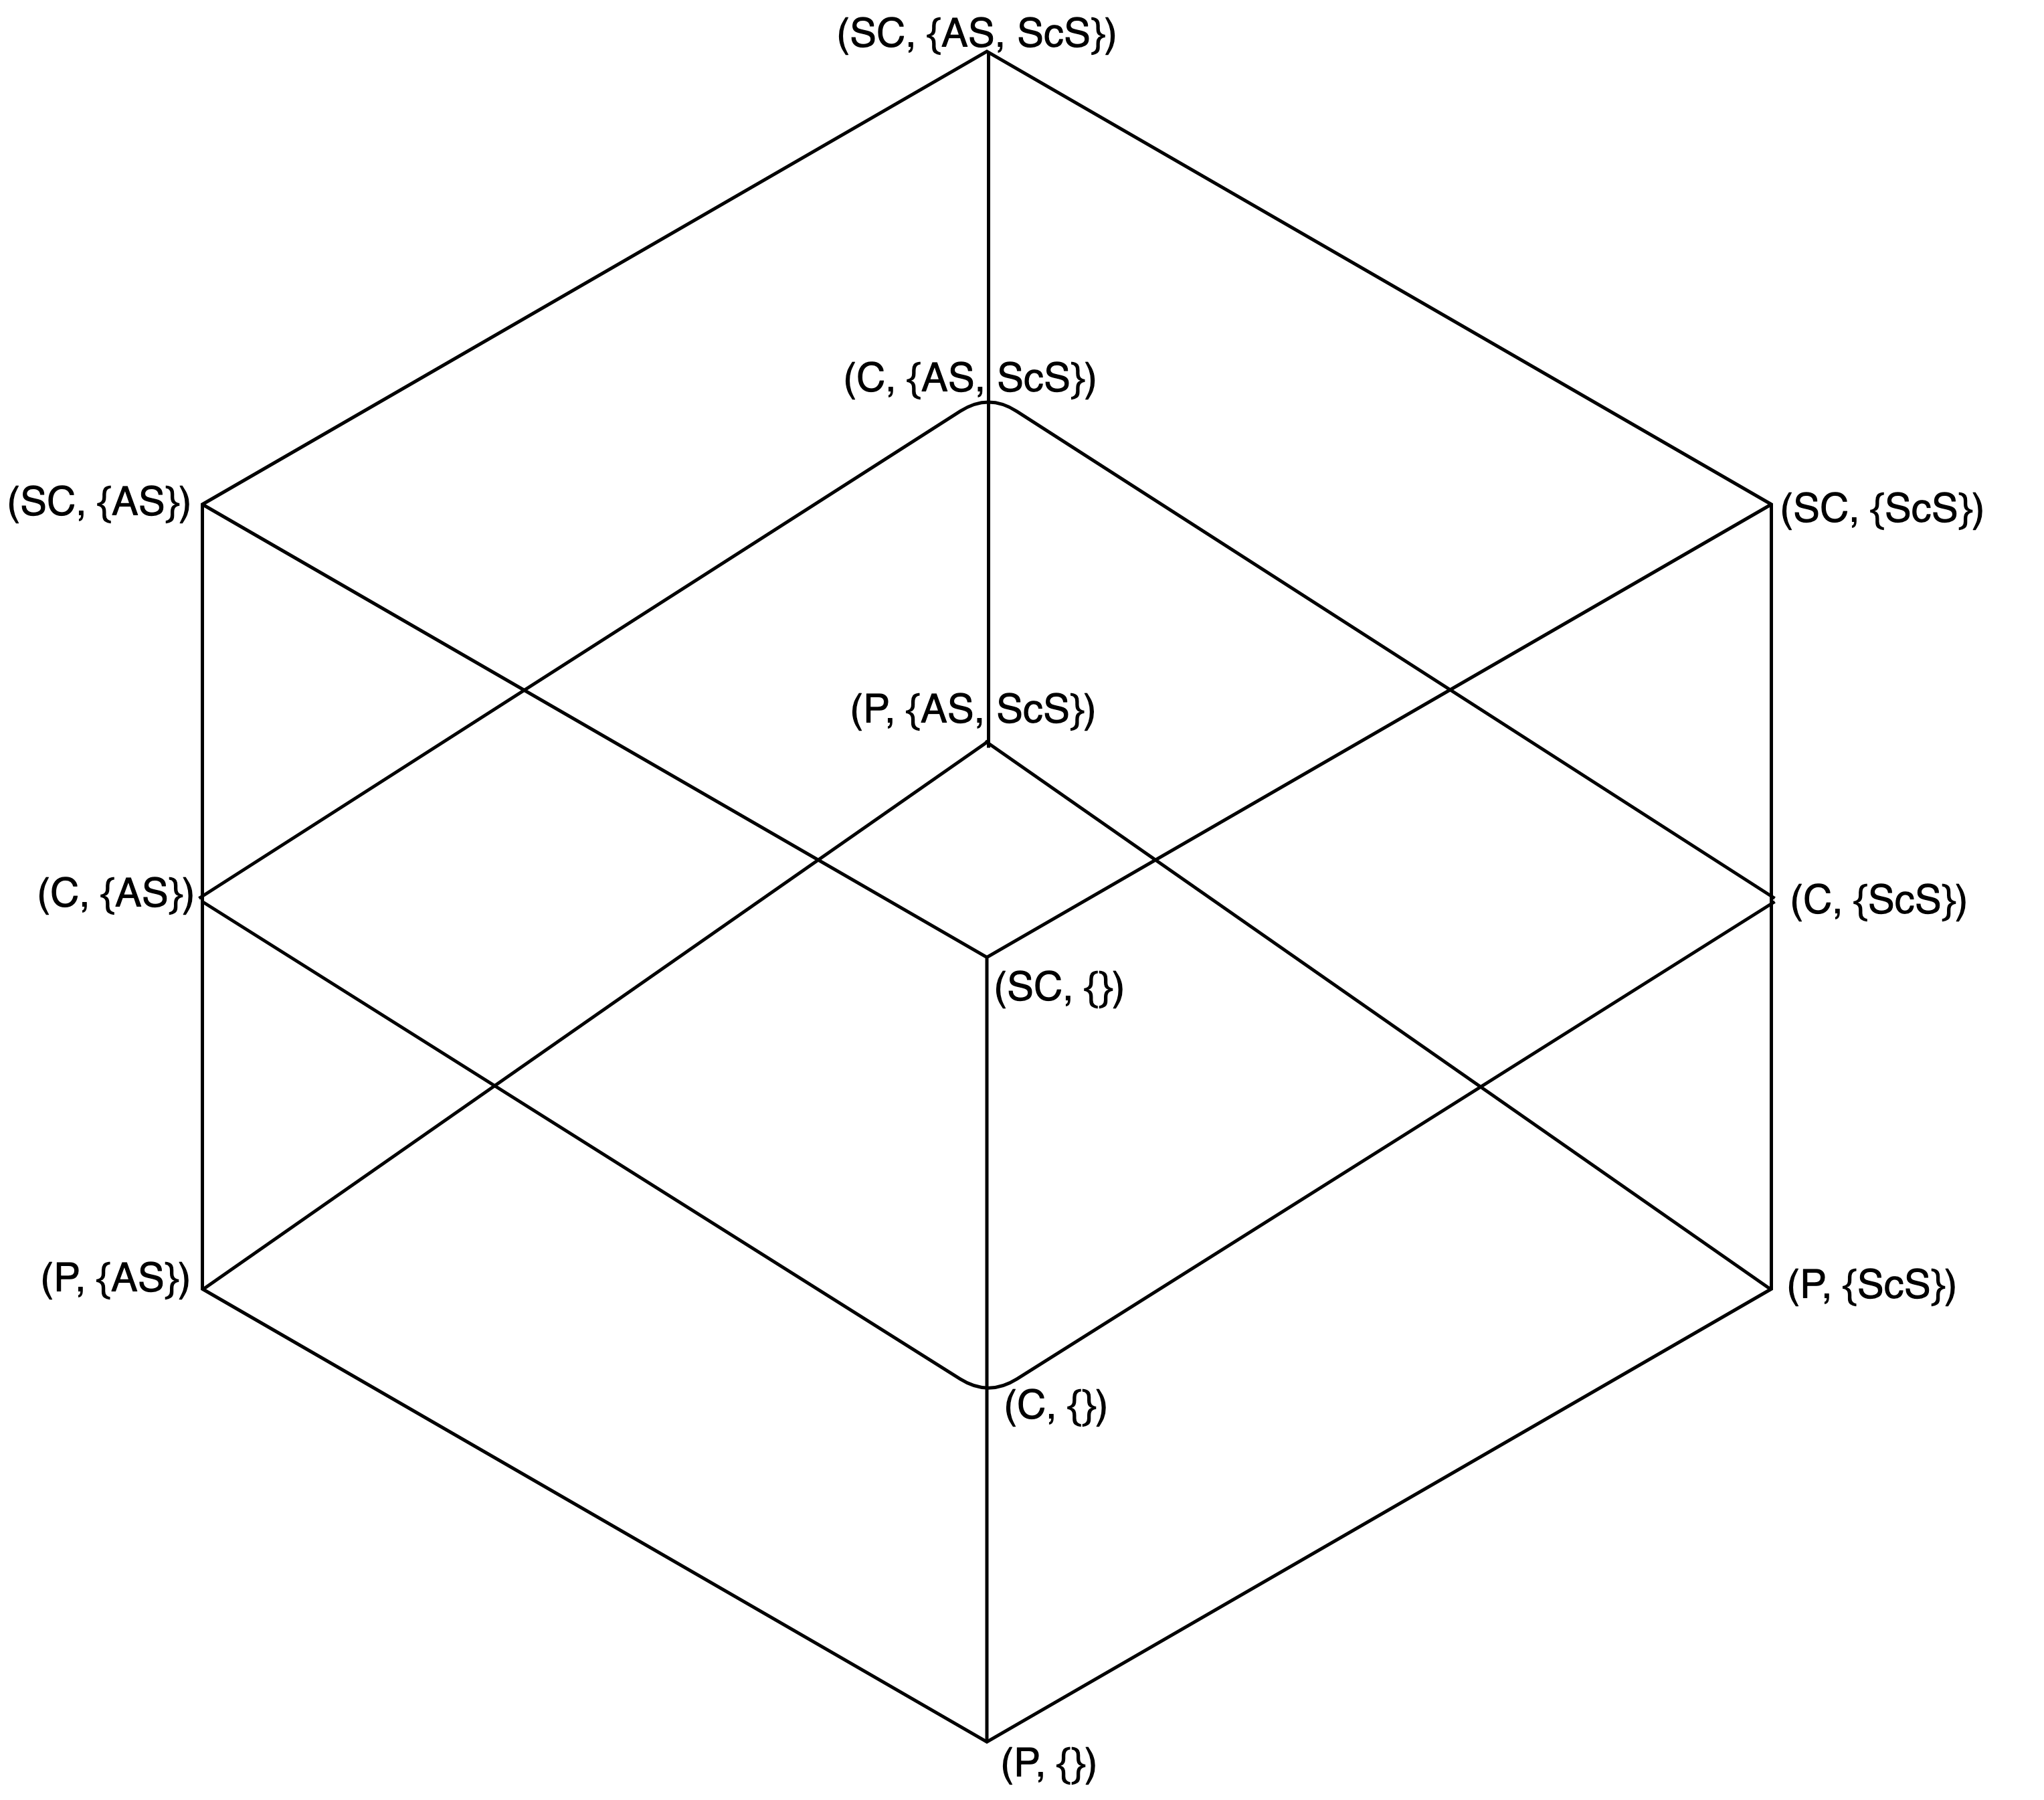 (SC, {AS, ScS})
(C, {AS, ScS})
(SC, {AS})
(SC, {ScS})
(P, {AS, ScS})
(C, {AS})
(C, {ScS})
(SC, {})
(P, {AS})
(P, {ScS})
(C, {})
(P, {})